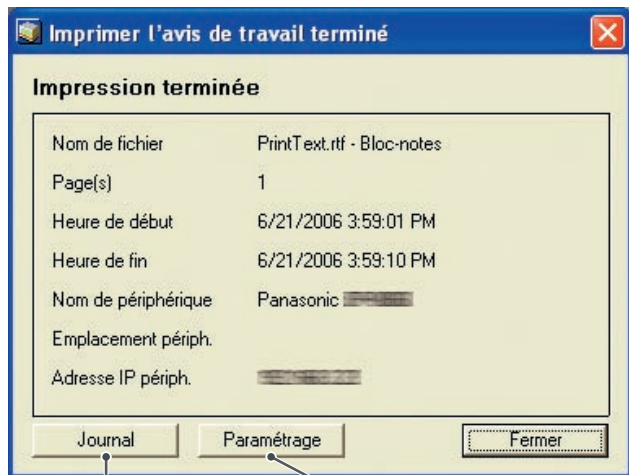 Imprimer l'avis de travail terminé
Impression terminée
Nom de fichier PrintText.rtf - Bloc-notes
Page(s) 1
Heure de début 6/21/2006 3:59:01 PM
Heure de fin 6/21/2006 3:59:10 PM
Nom de périphérique Panasonic
Emplacement périph.
Adresse IP périph.
Journal Paramétrage Fermer